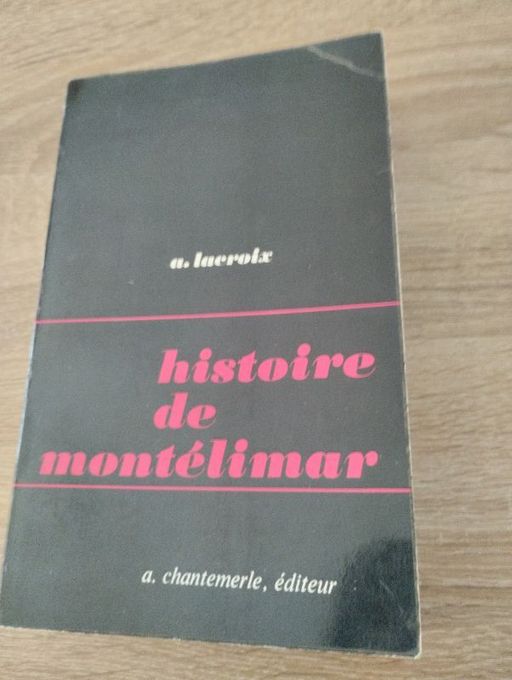 a. lacroix
histoire
de
montélimar
a. chantemerle, éditeur